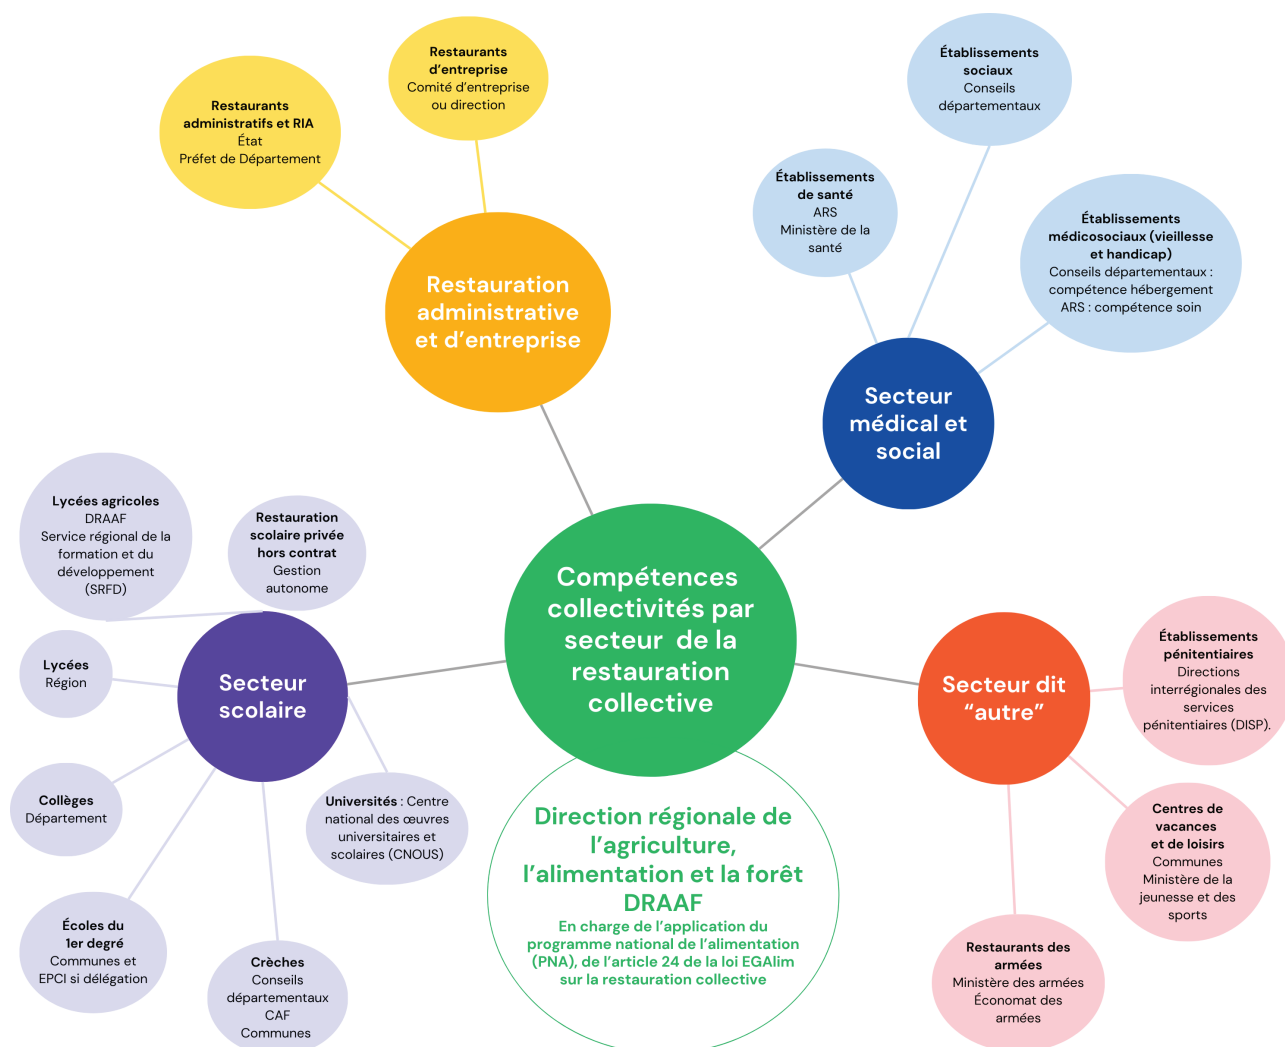 Restaurants
d’entreprise
Comité d’entreprise
ou direction
Restaurants
administratifs et RIA
État
Préfet de Département
Restauration
administrative
et d’entreprise
Établissements
sociaux
Conseils
départementaux
Établissements
de santé
ARS
Ministère de la
santé
Établissements
médicosociaux (vieillesse
et handicap)
Conseils départementaux :
compétence hébergement
ARS : compétence soin
Secteur
médical et
social
Compétences
collectivités par
secteur de la
restauration
collective
Direction régionale de
l’agriculture,
l’alimentation et la forêt
DRAAF
En charge de l’application du
programme national de l’alimentation
(PNA), de l’article 24 de la loi EGAlim
sur la restauration collective
Lycées agricoles
DRAAF
Service régional de la
formation et du
développement
(SRFD)
Restauration
scolaire privée
hors contrat
Gestion
autonome
Lycées
Région
Secteur
scolaire
Collèges
Département
Universités : Centre
national des œuvres
universitaires et
scolaires (CNOUS)
Écoles du
1er degré
Communes et
EPCI si délégation
Crèches
Conseils
départementaux
CAF
Communes
Secteur dit
“autre”
Établissements
pénitentiaires
Directions
interrégionales des
services
pénitentiaires (DISP).
Centres de
vacances
et de loisirs
Communes
Ministère de la
jeunesse et des
sports
Restaurants des
armées
Ministère des armées
Économat des
armées